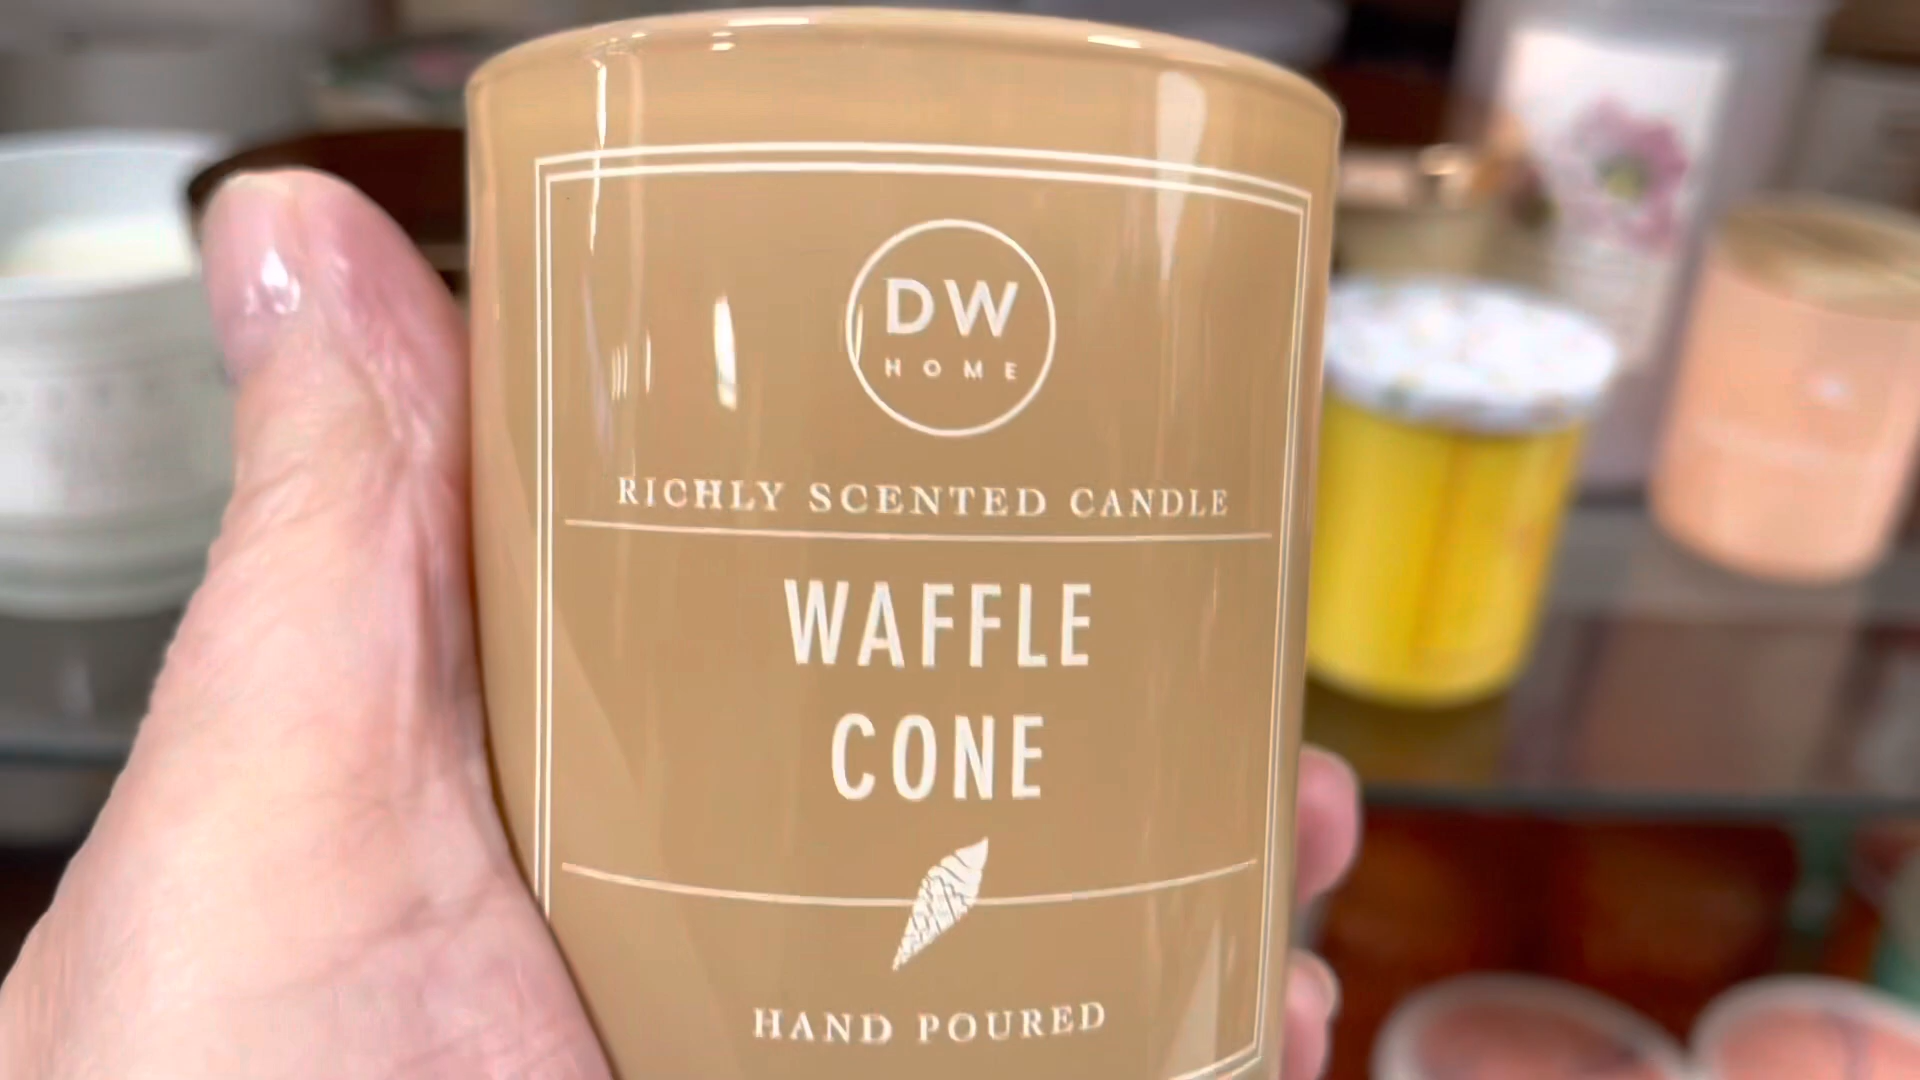 DW
HOME
RICHLY SCENTED CANDLE
WAFFLE
CONE
HAND POURED